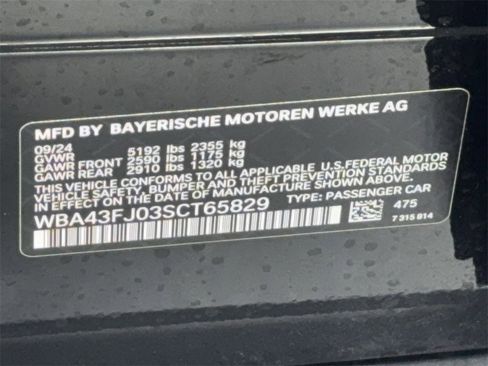 MFD BY BAYERISCHE MOTOREN WERKE AG
09/24
GVWR 5192 lbs 2355 kg
GAWR FRONT 2590 lbs 1175 kg
GAWR REAR 2910 lbs 1320 kg
THIS VEHICLE CONFORMS TO ALL APPLICABLE U.S.FEDERAL MOTOR
VEHICLE SAFETY, BUMPER AND THEFT PREVENTION STANDARDS
IN EFFECT ON THE DATE OF MANUFACTURE SHOWN ABOVE.
WBA43FJ03SCT65829 TYPE: PASSENGER CAR
475
7 315 814